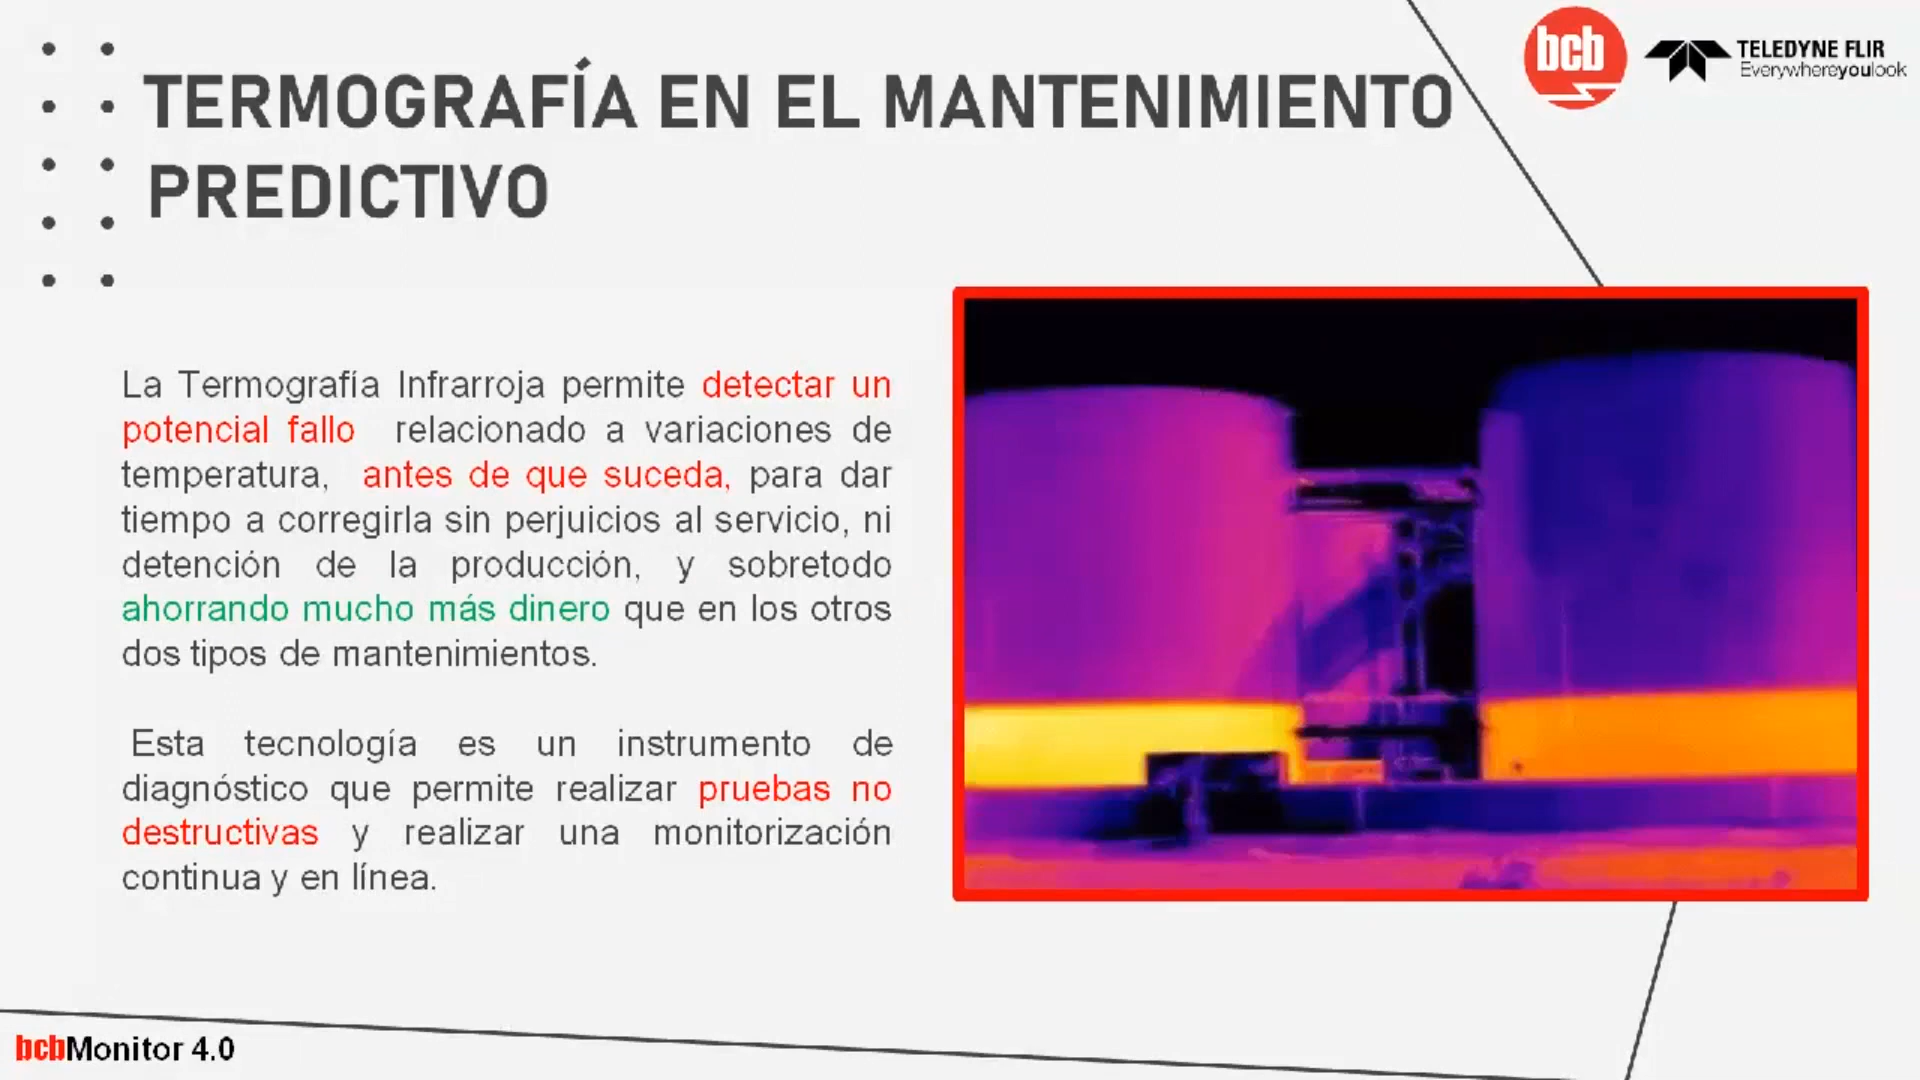 bcb
TELEDYNE FLIR
Everywhereyoulook
TERMOGRAFÍA EN EL MANTENIMIENTO
PREDICTIVO
La Termografía Infrarroja permite detectar un
potencial fallo relacionado a variaciones de
temperatura, antes de que suceda, para dar
tiempo a corregirla sin perjuicios al servicio, ni
detención de la producción, y sobretodo
ahorrando mucho más dinero que en los otros
dos tipos de mantenimientos.
Esta tecnología es un instrumento de
diagnóstico que permite realizar pruebas no
destructivas y realizar una monitorización
continua y en línea.
bcbMonitor 4.0